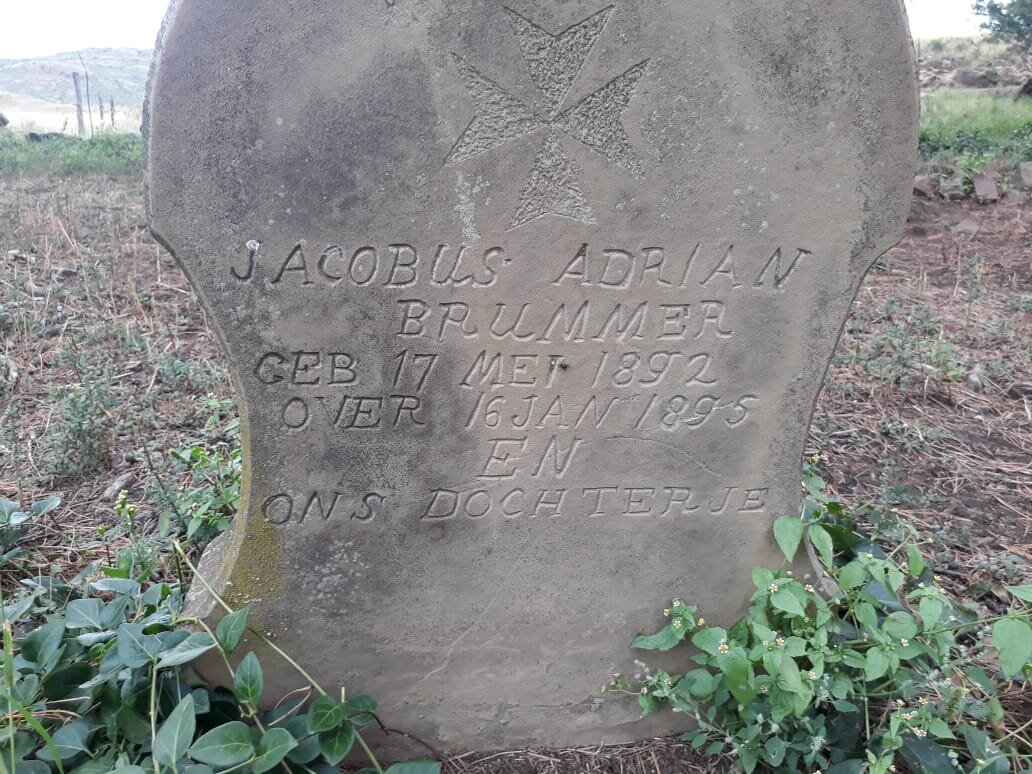 JACOBUS ADRIAN
BRUMMER
GEB 17 MEI 1892
OVER 16 JAN 1895
EN
ONS DOCHTERJE